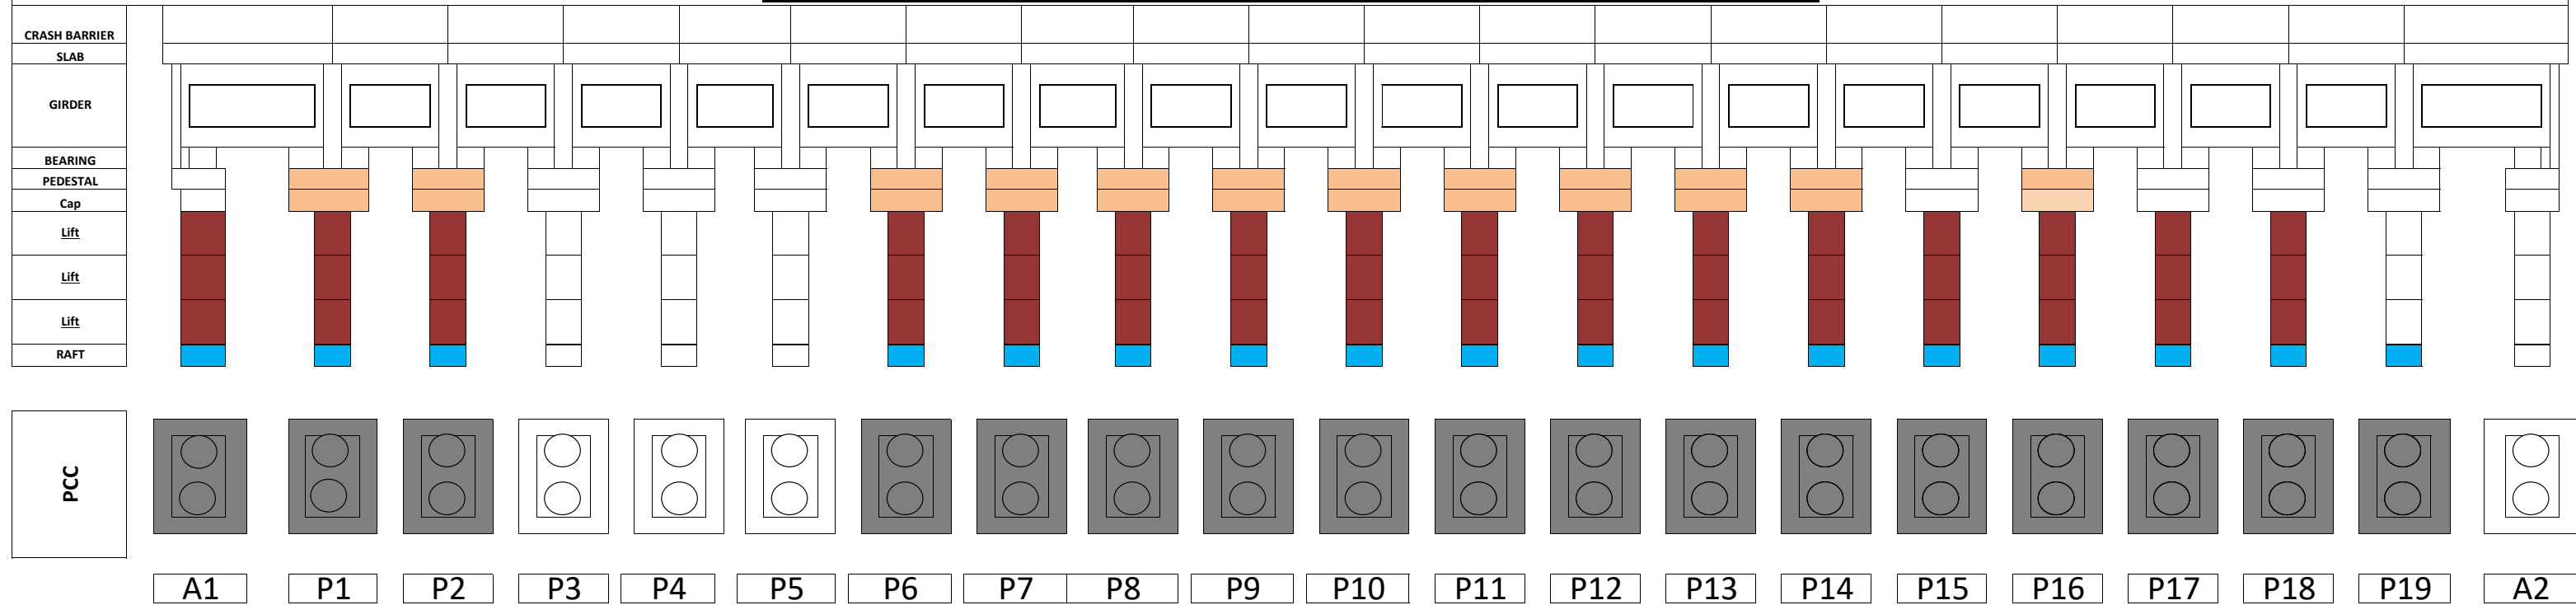 CRASH BARRIER
SLAB
GIRDER
BEARING
PEDESTAL
Cap
Lift
Lift
Lift
RAFT
PCC
A1 P1 P2 P3 P4 P5 P6 P7 P8 P9 P10 P11 P12 P13 P14 P15 P16 P17 P18 P19 A2